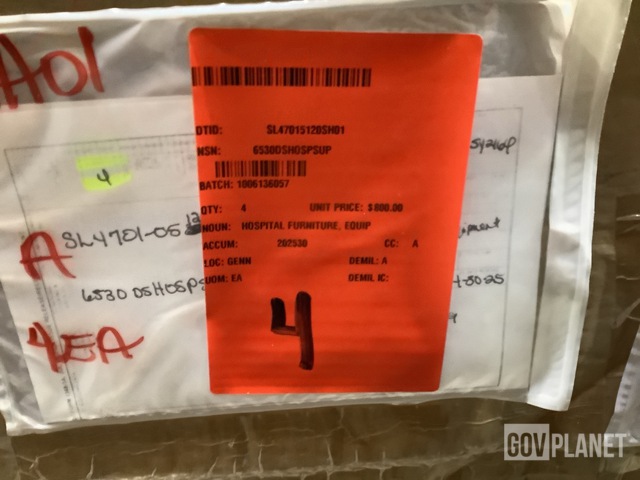 A01
DTID: SL47015120SH01
NSN: 6530DSHOSPSUP
BATCH: 1006136057
QTY: 4 UNIT PRICE: $800.00
NOUN: HOSPITAL FURNITURE, EQUIP
ACCUM: 202530 CC: A
LOC: GENN DEMIL: A
UOM: EA DEMIL IC:
4
4
A
SL4701-05
6530 DSHOSP
4EA
GOVPLANET